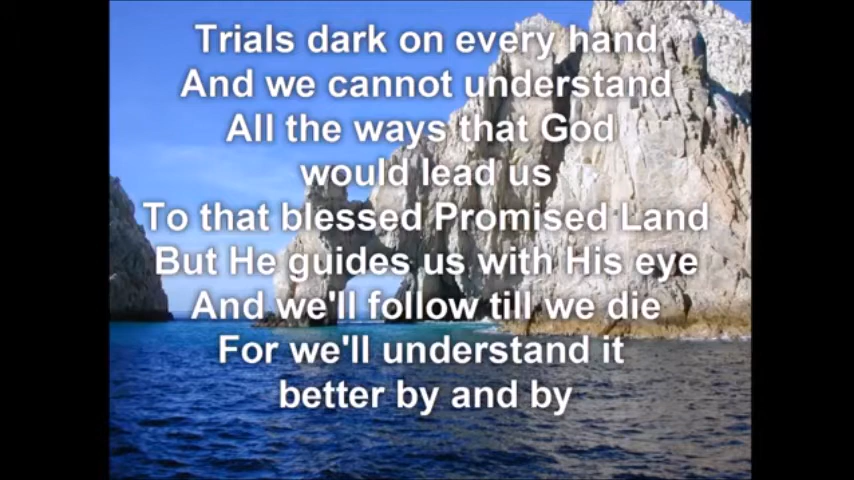 Trials dark on every hand
And we cannot understand
All the ways that God
would lead us
To that blessed Promised Land
But He guides us with His eye
And we'll follow till we die
For we'll understand it
better by and by